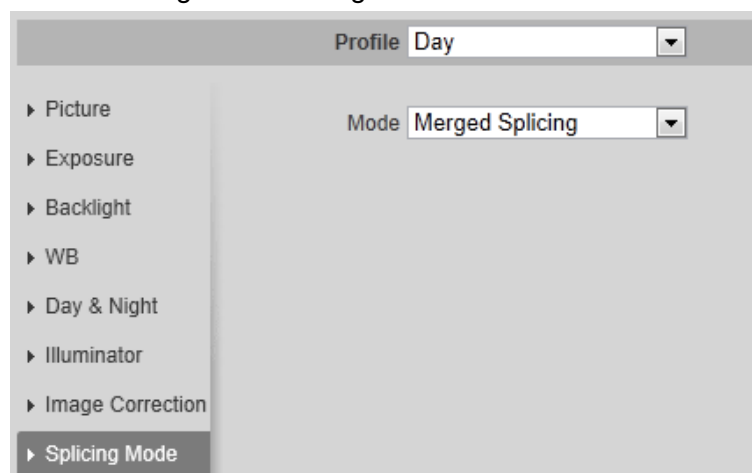 Profile Day
Mode Merged Splicing
Picture
Exposure
Backlight
WB
Day & Night
Illuminator
Image Correction
Splicing Mode